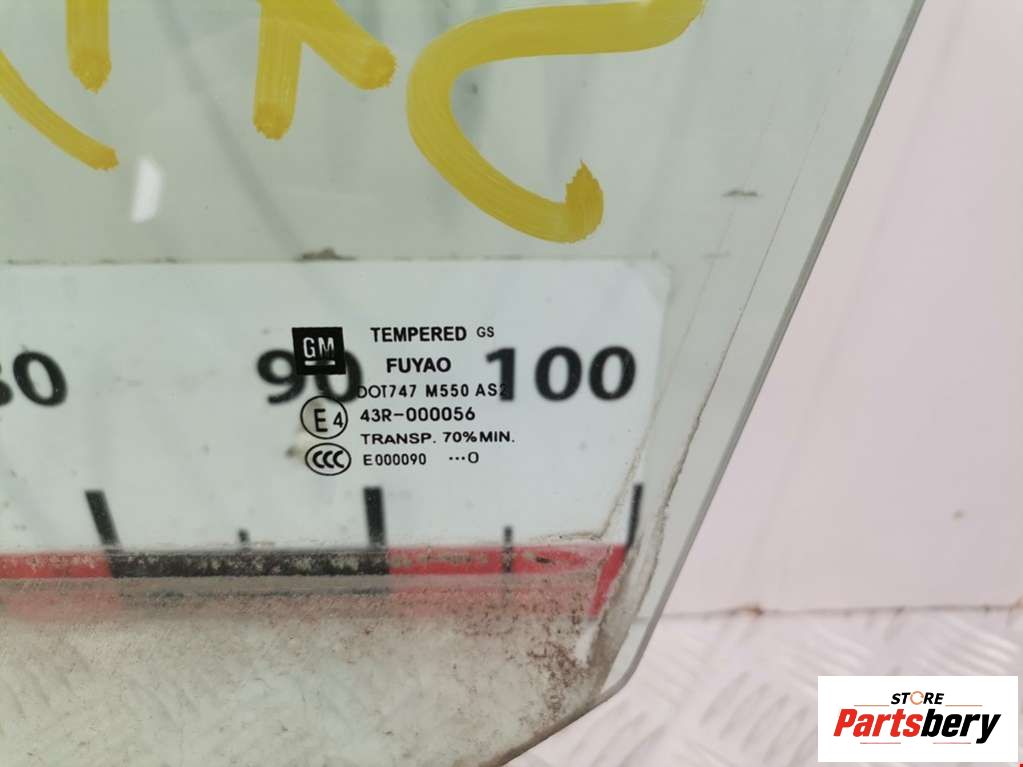 GM TEMPERED GS
FUYAO
90 100
DOT747 M550 AS2
E4 43R-000056
TRANSP. 70%MIN.
CCC E000090 ...0
STORE
Partsbery